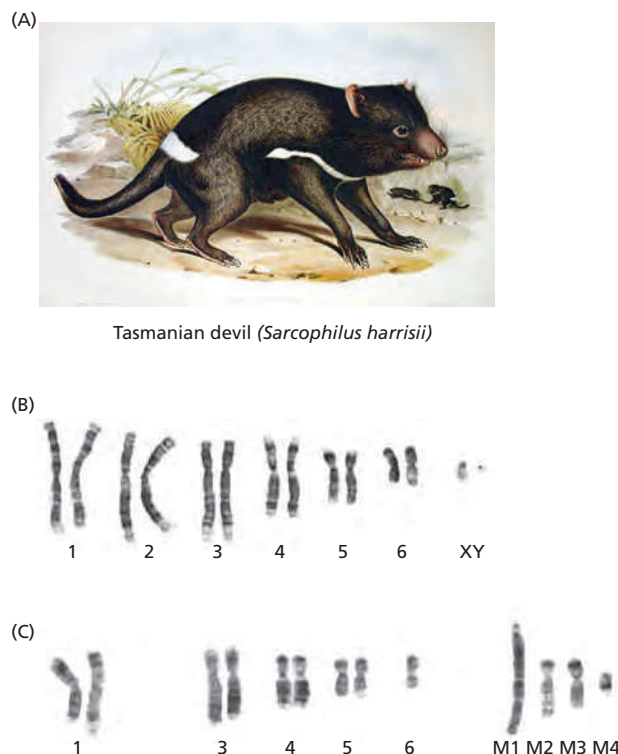 (A)
Tasmanian devil (Sarcophilus harrisii)
(B)
1 2 3 4 5 6 XY
(C)
1 3 4 5 6 M1 M2 M3 M4